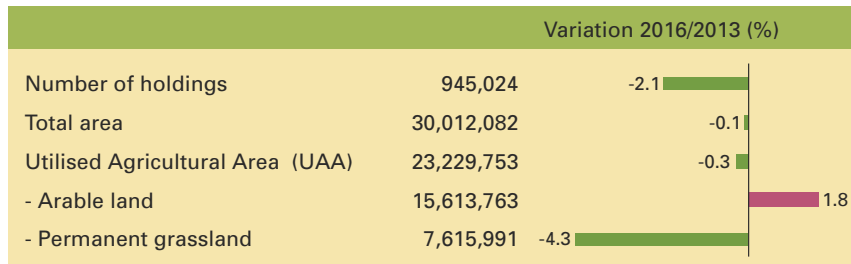 Variation 2016/2013 (%)
Number of holdings 945,024 -2.1
Total area 30,012,082 -0.1
Utilised Agricultural Area (UAA) 23,229,753 -0.3
- Arable land 15,613,763 1.8
- Permanent grassland 7,615,991 -4.3